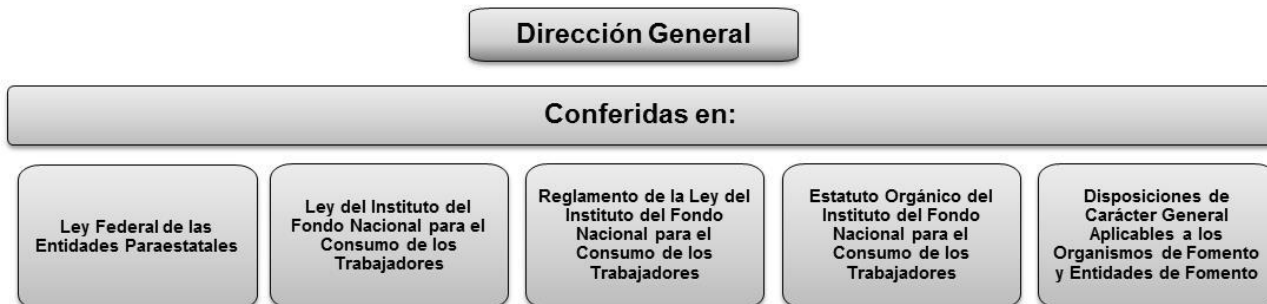 Dirección General
Conferidas en:
Ley Federal de las
Entidades Paraestatales
Ley del Instituto del
Fondo Nacional para el
Consumo de los
Trabajadores
Reglamento de la Ley del
Instituto del Fondo
Nacional para el
Consumo de los
Trabajadores
Estatuto Orgánico del
Instituto del Fondo
Nacional para el
Consumo de los
Trabajadores
Disposiciones de
Carácter General
Aplicables a los
Organismos de Fomento
y Entidades de Fomento